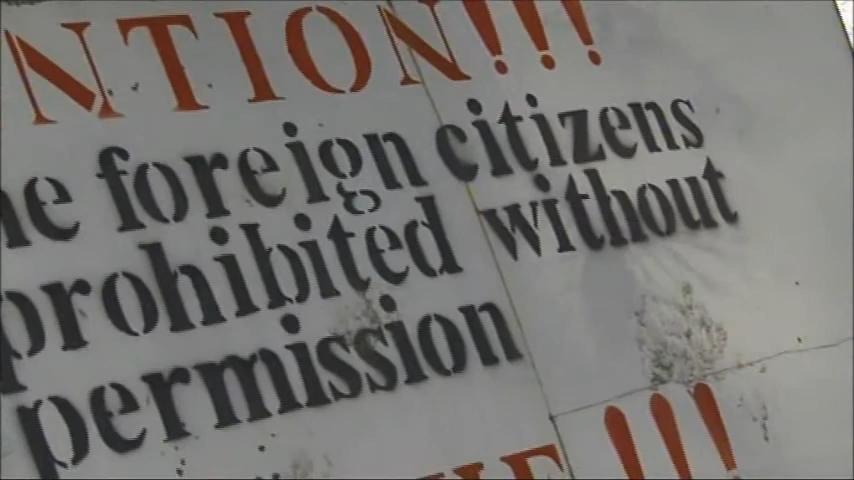 NTION!!!
he foreign citizens
prohibited without
permission
!!!